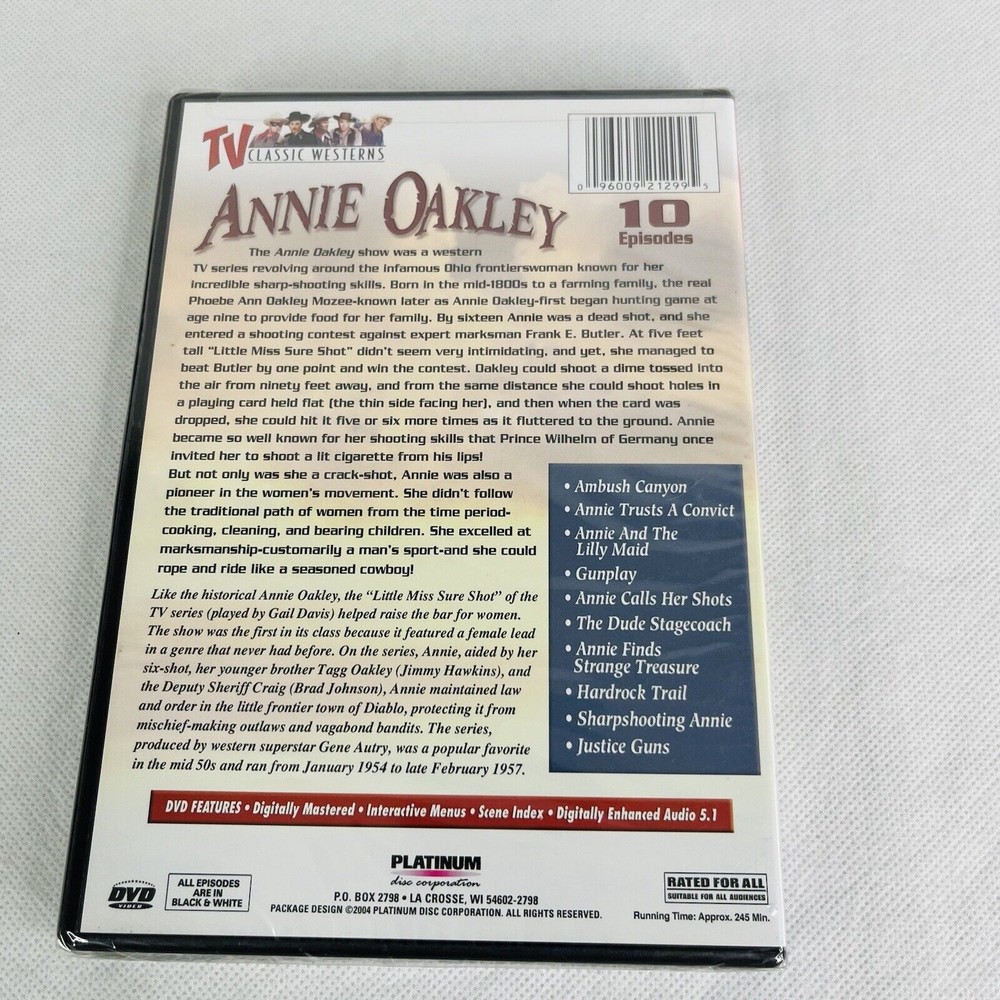 TV
CLASSIC WESTERNS
0 96009 21299 5
ANNIE OAKLEY
10
Episodes
The Annie Oakley show was a western
TV series revolving around the infamous Ohio frontierswoman known for her
incredible sharp-shooting skills. Born in the mid-1800s to a farming family, the real
Phoebe Ann Oakley Mozee-known later as Annie Oakley-first began hunting game at
age nine to provide food for her family. By sixteen Annie was a dead shot, and she
entered a shooting contest against expert marksman Frank E. Butler. At five feet
tall “Little Miss Sure Shot” didn't seem very intimidating, and yet, she managed to
beat Butler by one point and win the contest. Oakley could shoot a dime tossed into
the air from ninety feet away, and from the same distance she could shoot holes in
a playing card held flat (the thin side facing her), and then when the card was
dropped, she could hit it five or six more times as it fluttered to the ground. Annie
became so well known for her shooting skills that Prince Wilhelm of Germany once
invited her to shoot a lit cigarette from his lips!
But not only was she a crack-shot, Annie was also a
pioneer in the women's movement. She didn't follow
the traditional path of women from the time period-
cooking, cleaning, and bearing children. She excelled at
marksmanship-customarily a man's sport-and she could
rope and ride like a seasoned cowboy!
Like the historical Annie Oakley, the “Little Miss Sure Shot” of the
TV series (played by Gail Davis) helped raise the bar for women.
The show was the first in its class because it featured a female lead
in a genre that never had before. On the series, Annie, aided by her
six-shot, her younger brother Tagg Oakley (Jimmy Hawkins), and
the Deputy Sheriff Craig (Brad Johnson), Annie maintained law
and order in the little frontier town of Diablo, protecting it from
mischief-making outlaws and vagabond bandits. The series,
produced by western superstar Gene Autry, was a popular favorite
in the mid 50s and ran from January 1954 to late February 1957.
• Ambush Canyon
• Annie Trusts A Convict
• Annie And The
Lilly Maid
• Gunplay
• Annie Calls Her Shots
• The Dude Stagecoach
• Annie Finds
Strange Treasure
• Hardrock Trail
• Sharpshooting Annie
• Justice Guns
DVD FEATURES • Digitally Mastered • Interactive Menus • Scene Index • Digitally Enhanced Audio 5.1
DVD
VIDEO
ALL EPISODES
ARE IN
BLACK & WHITE
PLATINUM
disc corporation
P.O. BOX 2798 • LA CROSSE, WI 54602-2798
PACKAGE DESIGN ©2004 PLATINUM DISC CORPORATION. ALL RIGHTS RESERVED.
RATED FOR ALL
SUITABLE FOR ALL AUDIENCES
Running Time: Approx. 245 Min.